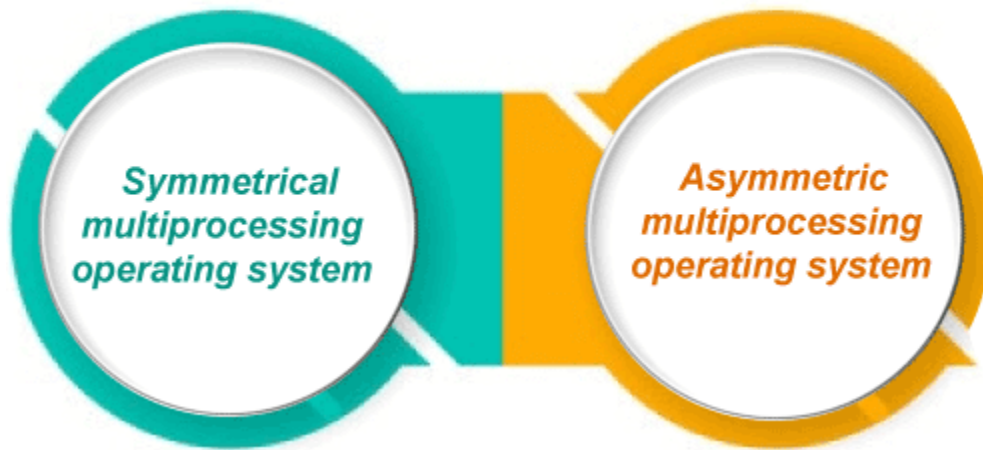 Symmetrical
multiprocessing
operating system
Asymmetric
multiprocessing
operating system